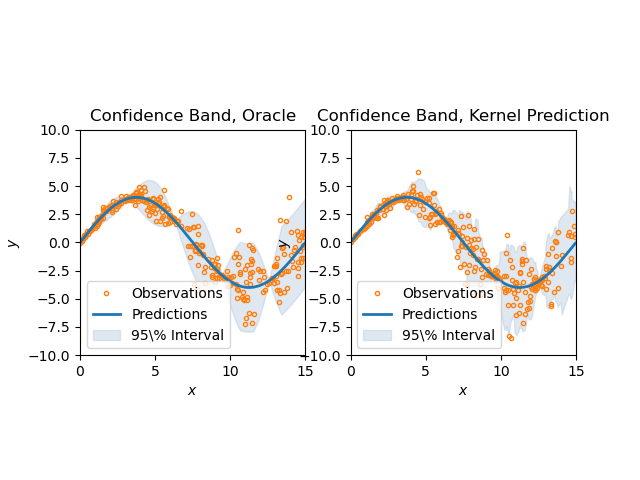 Confidence Band, Oracle
10.0
7.5
5.0
2.5
0.0
−2.5
−5.0
−7.5
−10.0
y
0
5
10
15
x
Observations
Predictions
95\% Interval
Confidence Band, Kernel Prediction
10.0
7.5
5.0
2.5
0.0
−2.5
−5.0
−7.5
−10.0
y
0
5
10
15
x
Observations
Predictions
95\% Interval